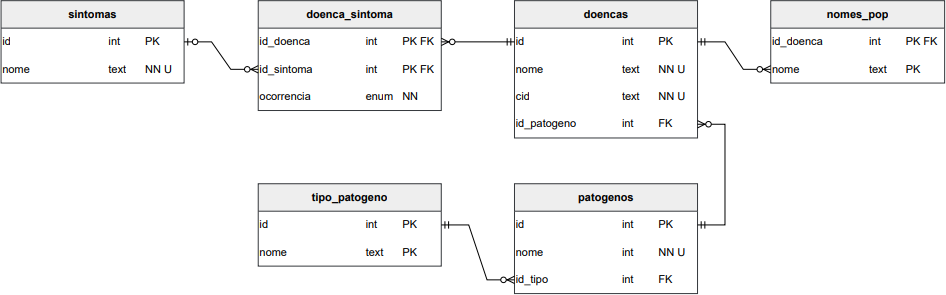 sintomas
id int PK
nome text NN U
doenca_sintoma
id_doenca int PK FK
id_sintoma int PK FK
ocorrencia enum NN
doencas
id int PK
nome text NN U
cid text NN U
id_patogeno int FK
nomes_pop
id_doenca int PK FK
nome text PK
tipo_patogeno
id int PK
nome text PK
patogenos
id int PK
nome int NN U
id_tipo int FK